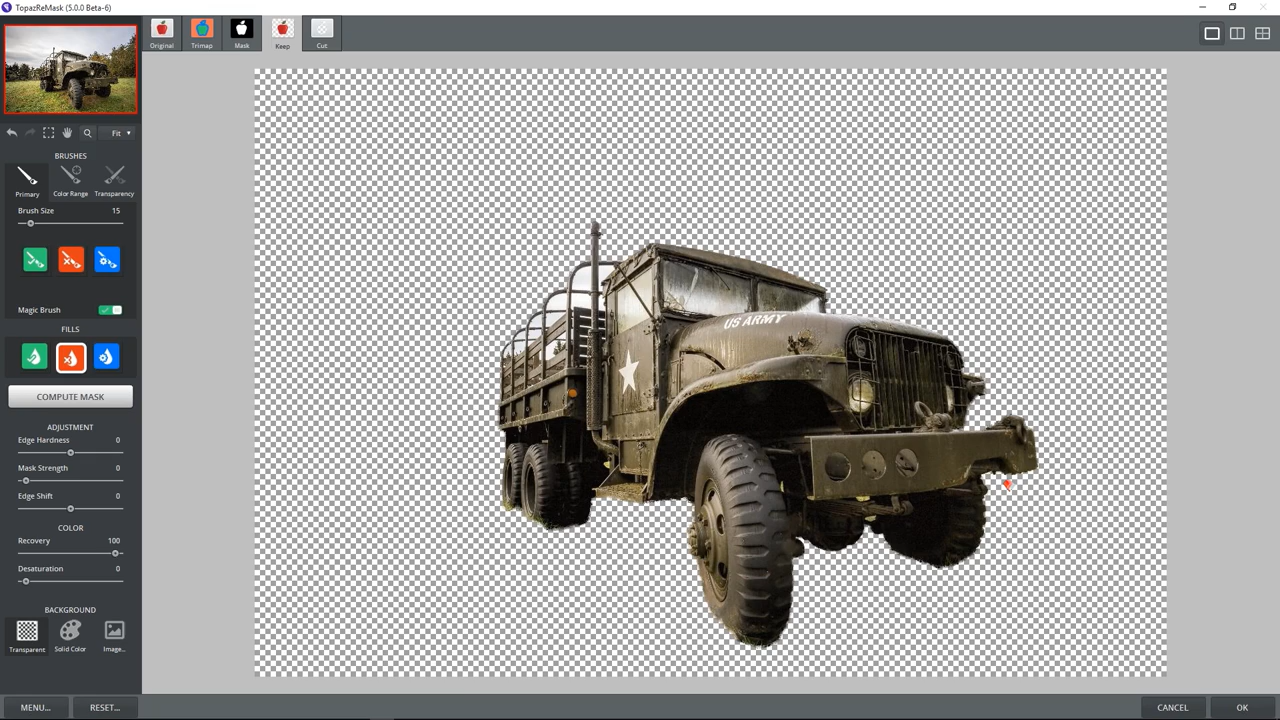 TopazReMask (5.0.0 Beta-6)
Original
Trimap
Mask
Keep
Cut
Fit
BRUSHES
Primary
Color Range
Transparency
Brush Size 15
Magic Brush
FILLS
COMPUTE MASK
ADJUSTMENT
Edge Hardness 0
Mask Strength 0
Edge Shift 0
COLOR
Recovery 100
Desaturation 0
BACKGROUND
Transparent
Solid Color
Image...
MENU...
RESET...
US ARMY
CANCEL
OK